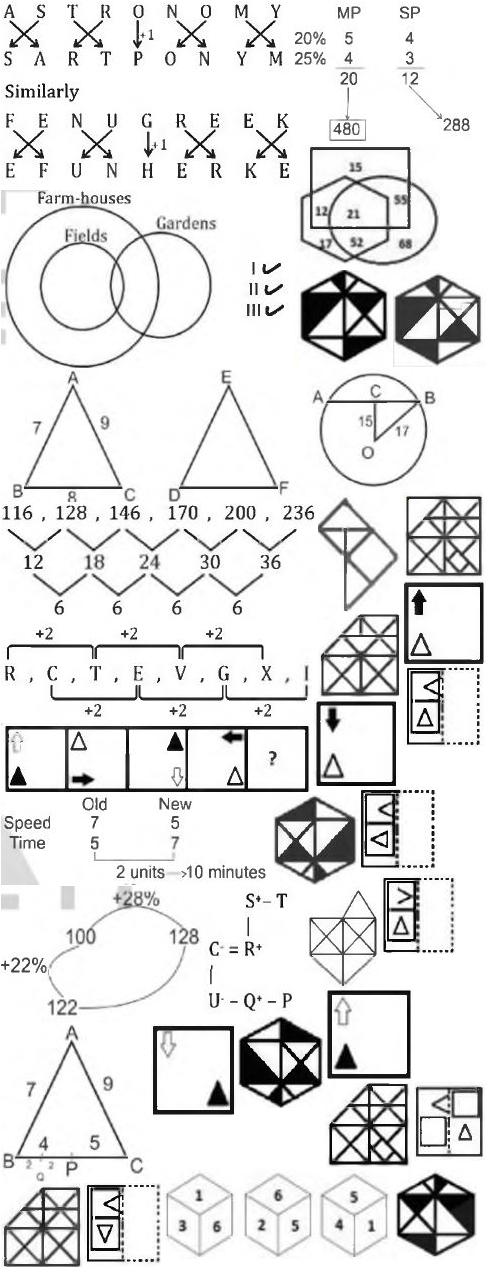 A S T R O N O M Y
+1
S A R T P O N Y M
MP SP
20% 5 4
25% 4 3
20 12
480 288
Similarly
F E N U G R E E K
+1
E F U N H E R K E
15
55
12 21
17 52 68
Farm-houses
Gardens
Fields
I
II
III
A
7 9
B 8 C
E
D F
A C B
15 17
O
116 , 128 , 146 , 170 , 200 , 236
12 18 24 30 36
6 6 6 6
+2 +2 +2
R , C , T , E , V , G , X , I
+2 +2 +2
?
Old New
Speed 7 5
Time 5 7
2 units → 10 minutes
+28%
100 128
+22%
122
S⁺ – T
C⁻ = R⁺
U⁻ – Q⁺ – P
A
7 9
4 5
B 2 2 P C
Q
1
3 6
6
2 5
5
4 1